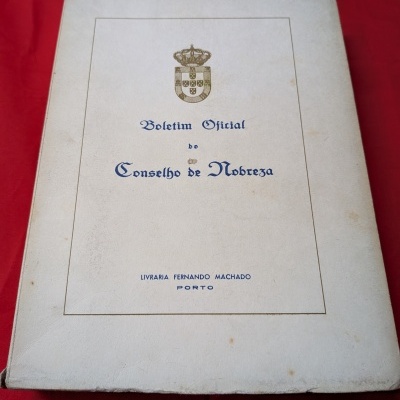 Boletim Oficial
do
Conselho de Nobreza
LIVRARIA FERNANDO MACHADO
PORTO